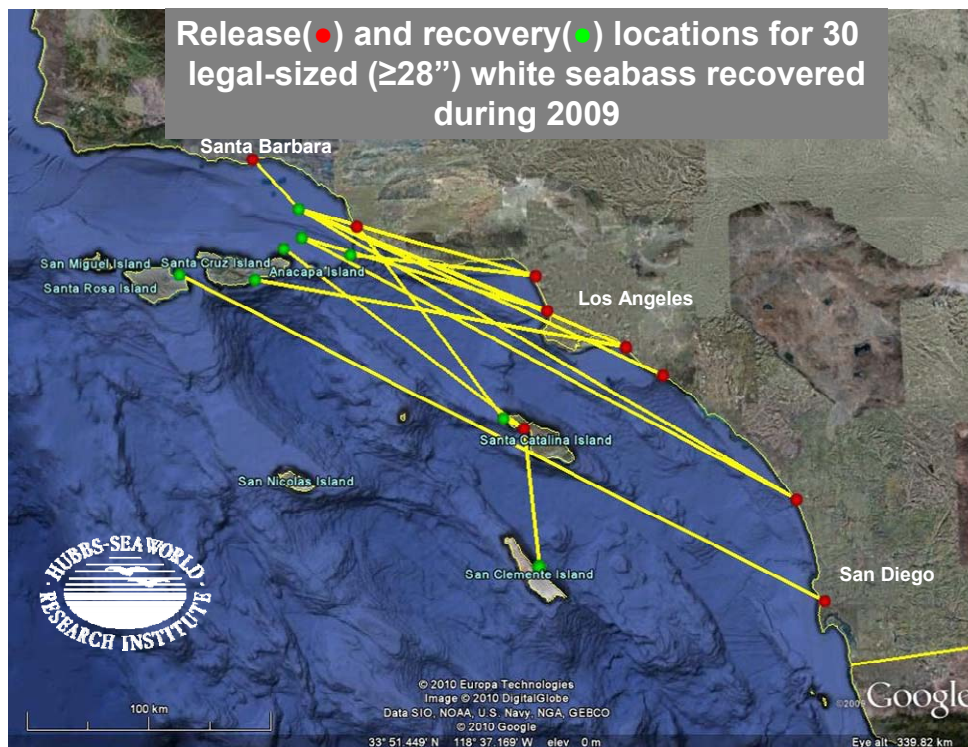 Release(●) and recovery(●) locations for 30
legal-sized (≥28”) white seabass recovered
during 2009
Santa Barbara
San Miguel Island
Santa Cruz Island
Anacapa Island
Santa Rosa Island
Los Angeles
Santa Catalina Island
San Nicolas Island
San Clemente Island
San Diego
HUBBS-SEAWORLD
RESEARCH INSTITUTE
© 2010 Europa Technologies
Image © 2010 DigitalGlobe
Data SIO, NOAA, U.S. Navy, NGA, GEBCO
© 2010 Google
©2009 Google
100 km
33° 51.449' N 118° 37.169' W elev 0 m
Eye alt 339.82 km